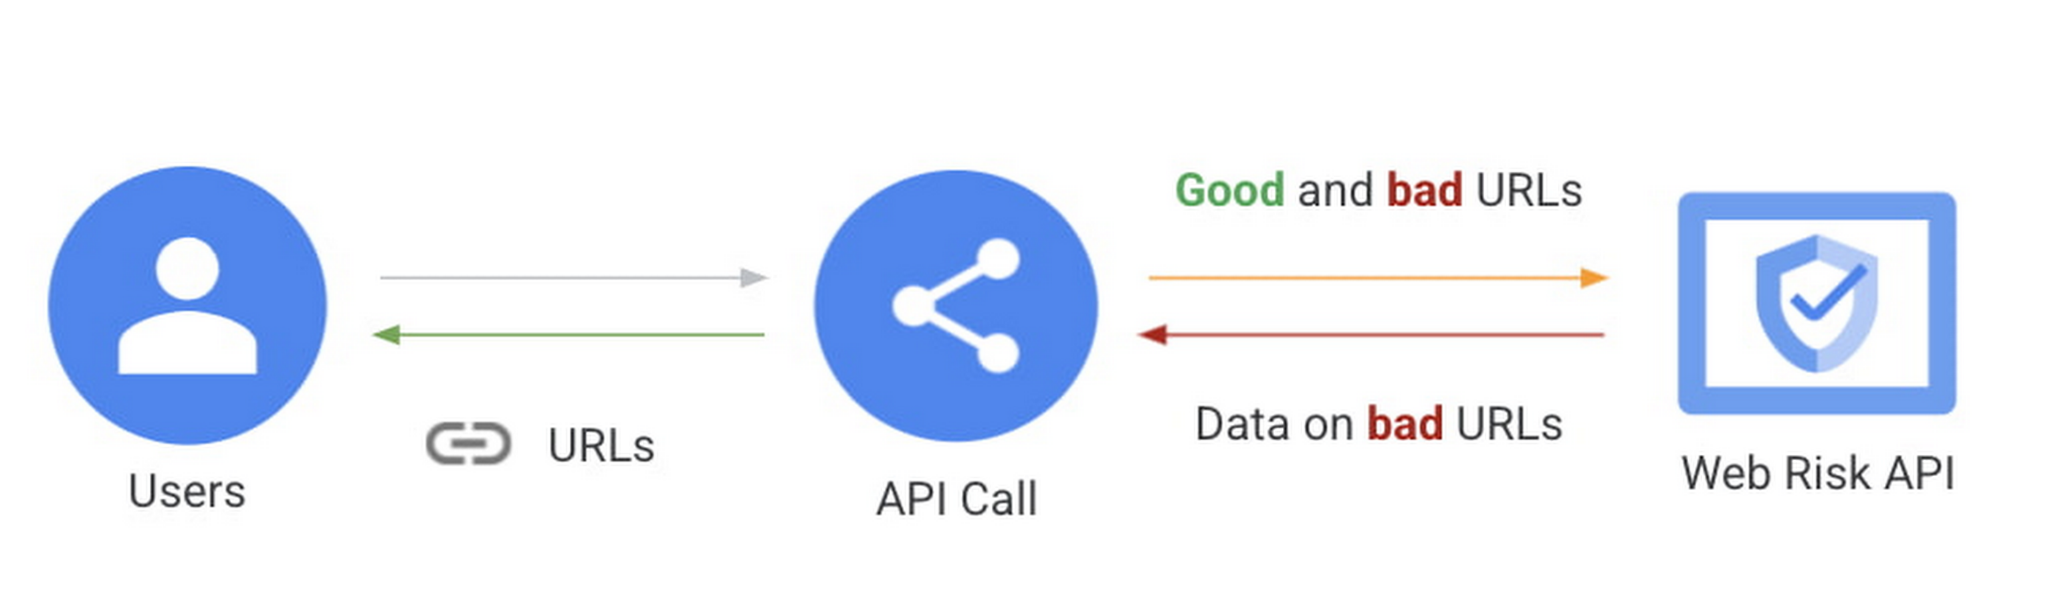 Good and bad URLs
Data on bad URLs
URLs
Users
API Call
Web Risk API